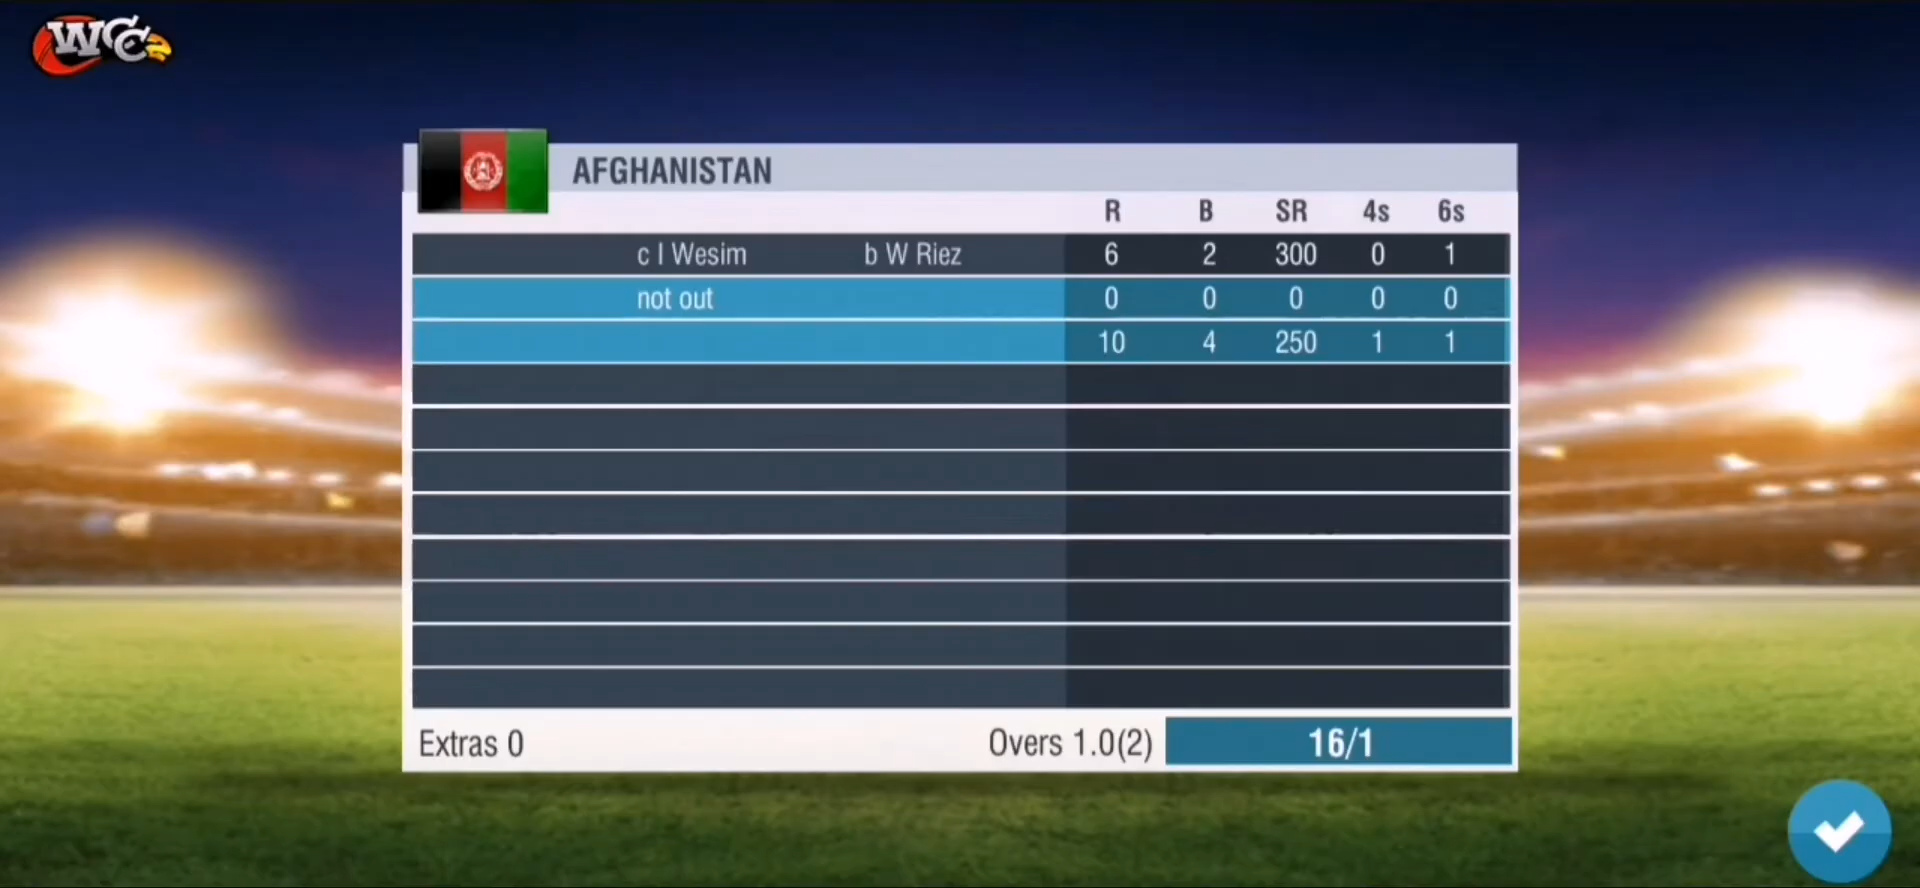 WCC
AFGHANISTAN
R B SR 4s 6s
c I Wesim b W Riez 6 2 300 0 1
not out 0 0 0 0 0
10 4 250 1 1
Extras 0 Overs 1.0(2) 16/1